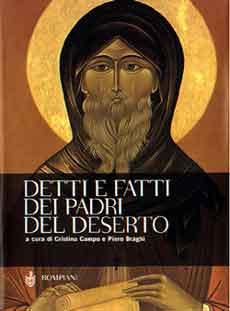 DETTI E FATTI
DEI PADRI
DEL DESERTO
a cura di Cristina Campo e Piero Draghi
BOMPIANI